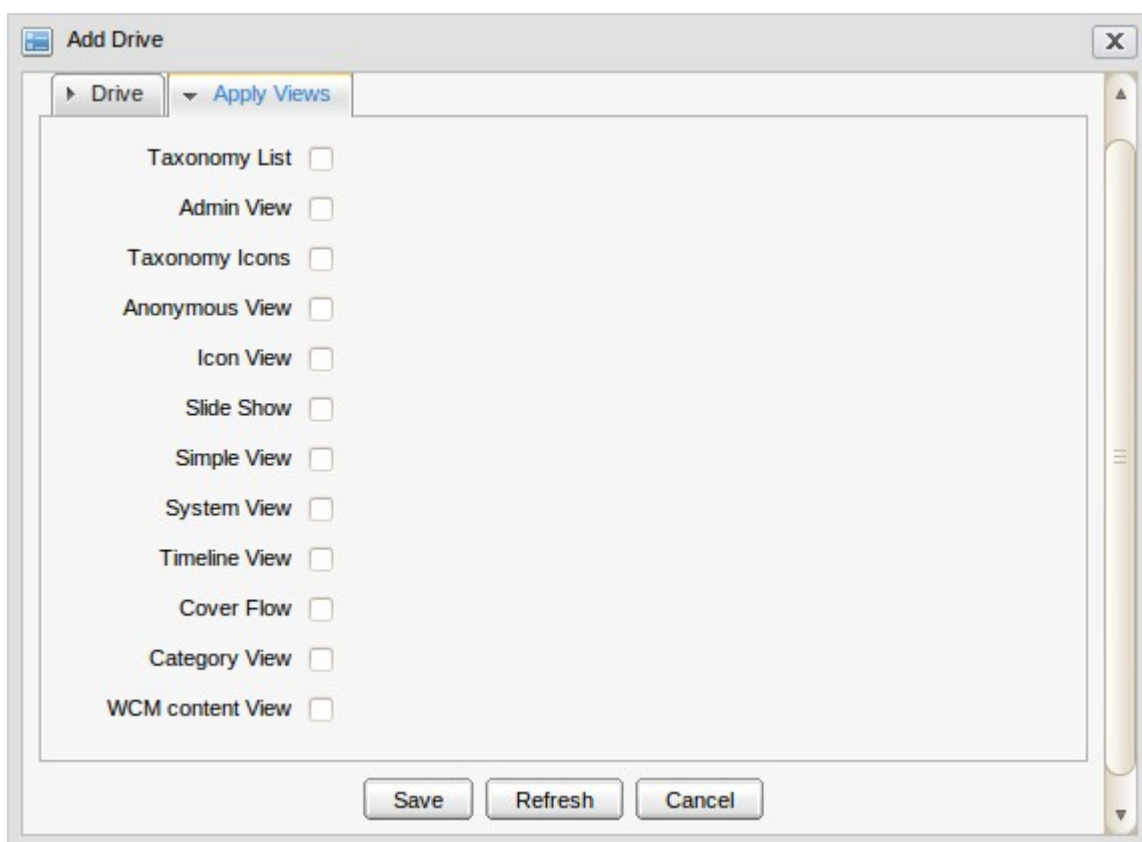 Add Drive
Drive Apply Views
Taxonomy List
Admin View
Taxonomy Icons
Anonymous View
Icon View
Slide Show
Simple View
System View
Timeline View
Cover Flow
Category View
WCM content View
Save Refresh Cancel